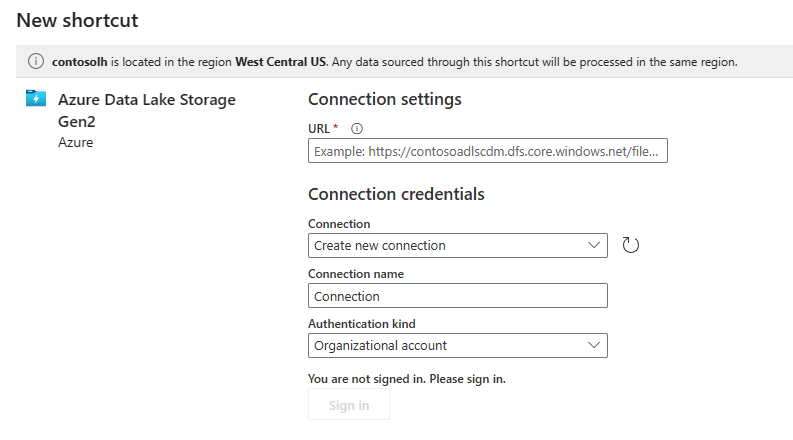 New shortcut
contosolh is located in the region West Central US. Any data sourced through this shortcut will be processed in the same region.
Azure Data Lake Storage
Gen2
Azure
Connection settings
URL *
Example: https://contosoadlscdm.dfs.core.windows.net/file...
Connection credentials
Connection
Create new connection
Connection name
Connection
Authentication kind
Organizational account
You are not signed in. Please sign in.
Sign in